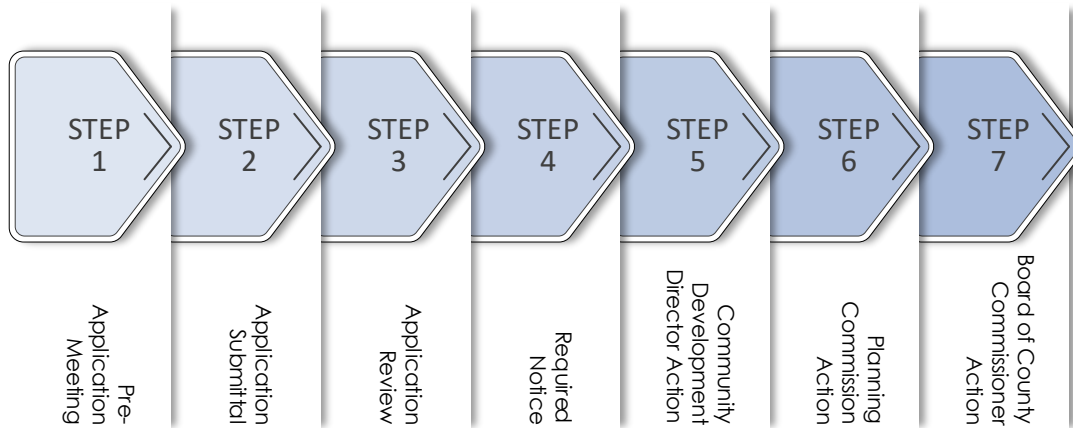 STEP
1
STEP
2
STEP
3
STEP
4
STEP
5
STEP
6
STEP
7
Pre-
Application
Meeting
Application
Submittal
Application
Review
Required
Notice
Community
Development
Director Action
Planning
Commission
Action
Board of County
Commissioner
Action